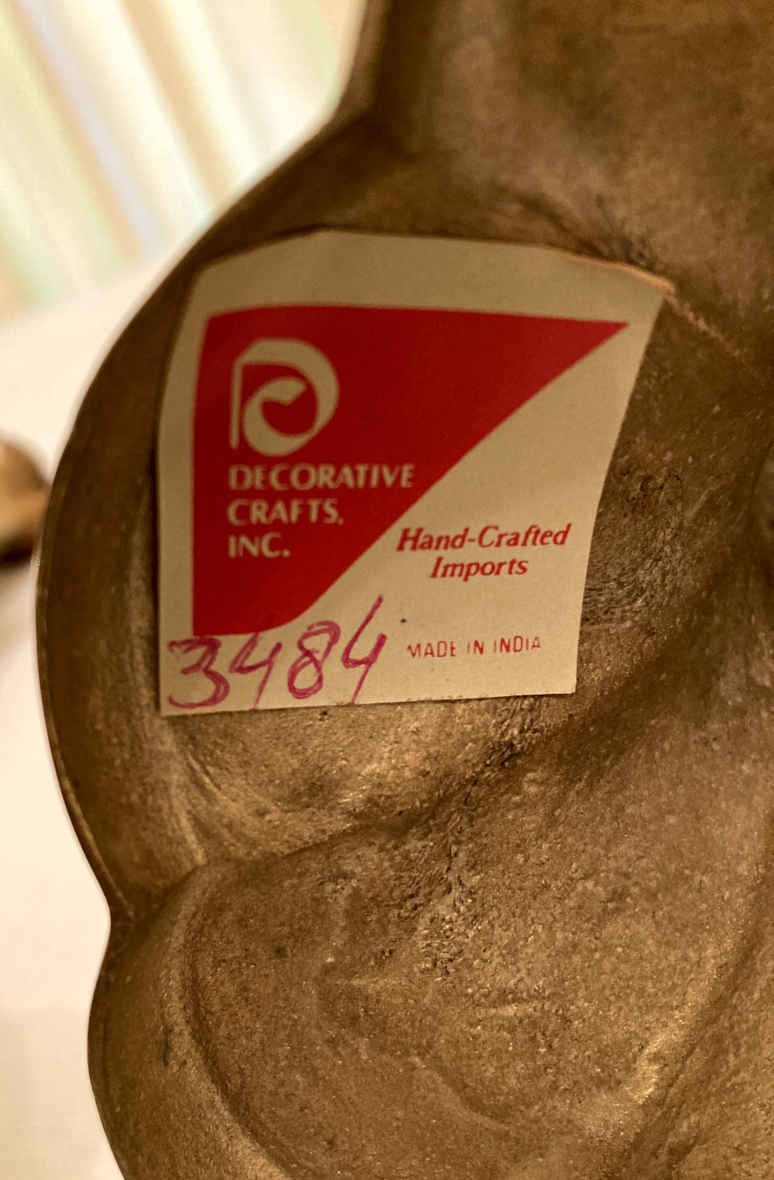 DECORATIVE
CRAFTS,
INC.
Hand-Crafted
Imports
MADE IN INDIA
3484